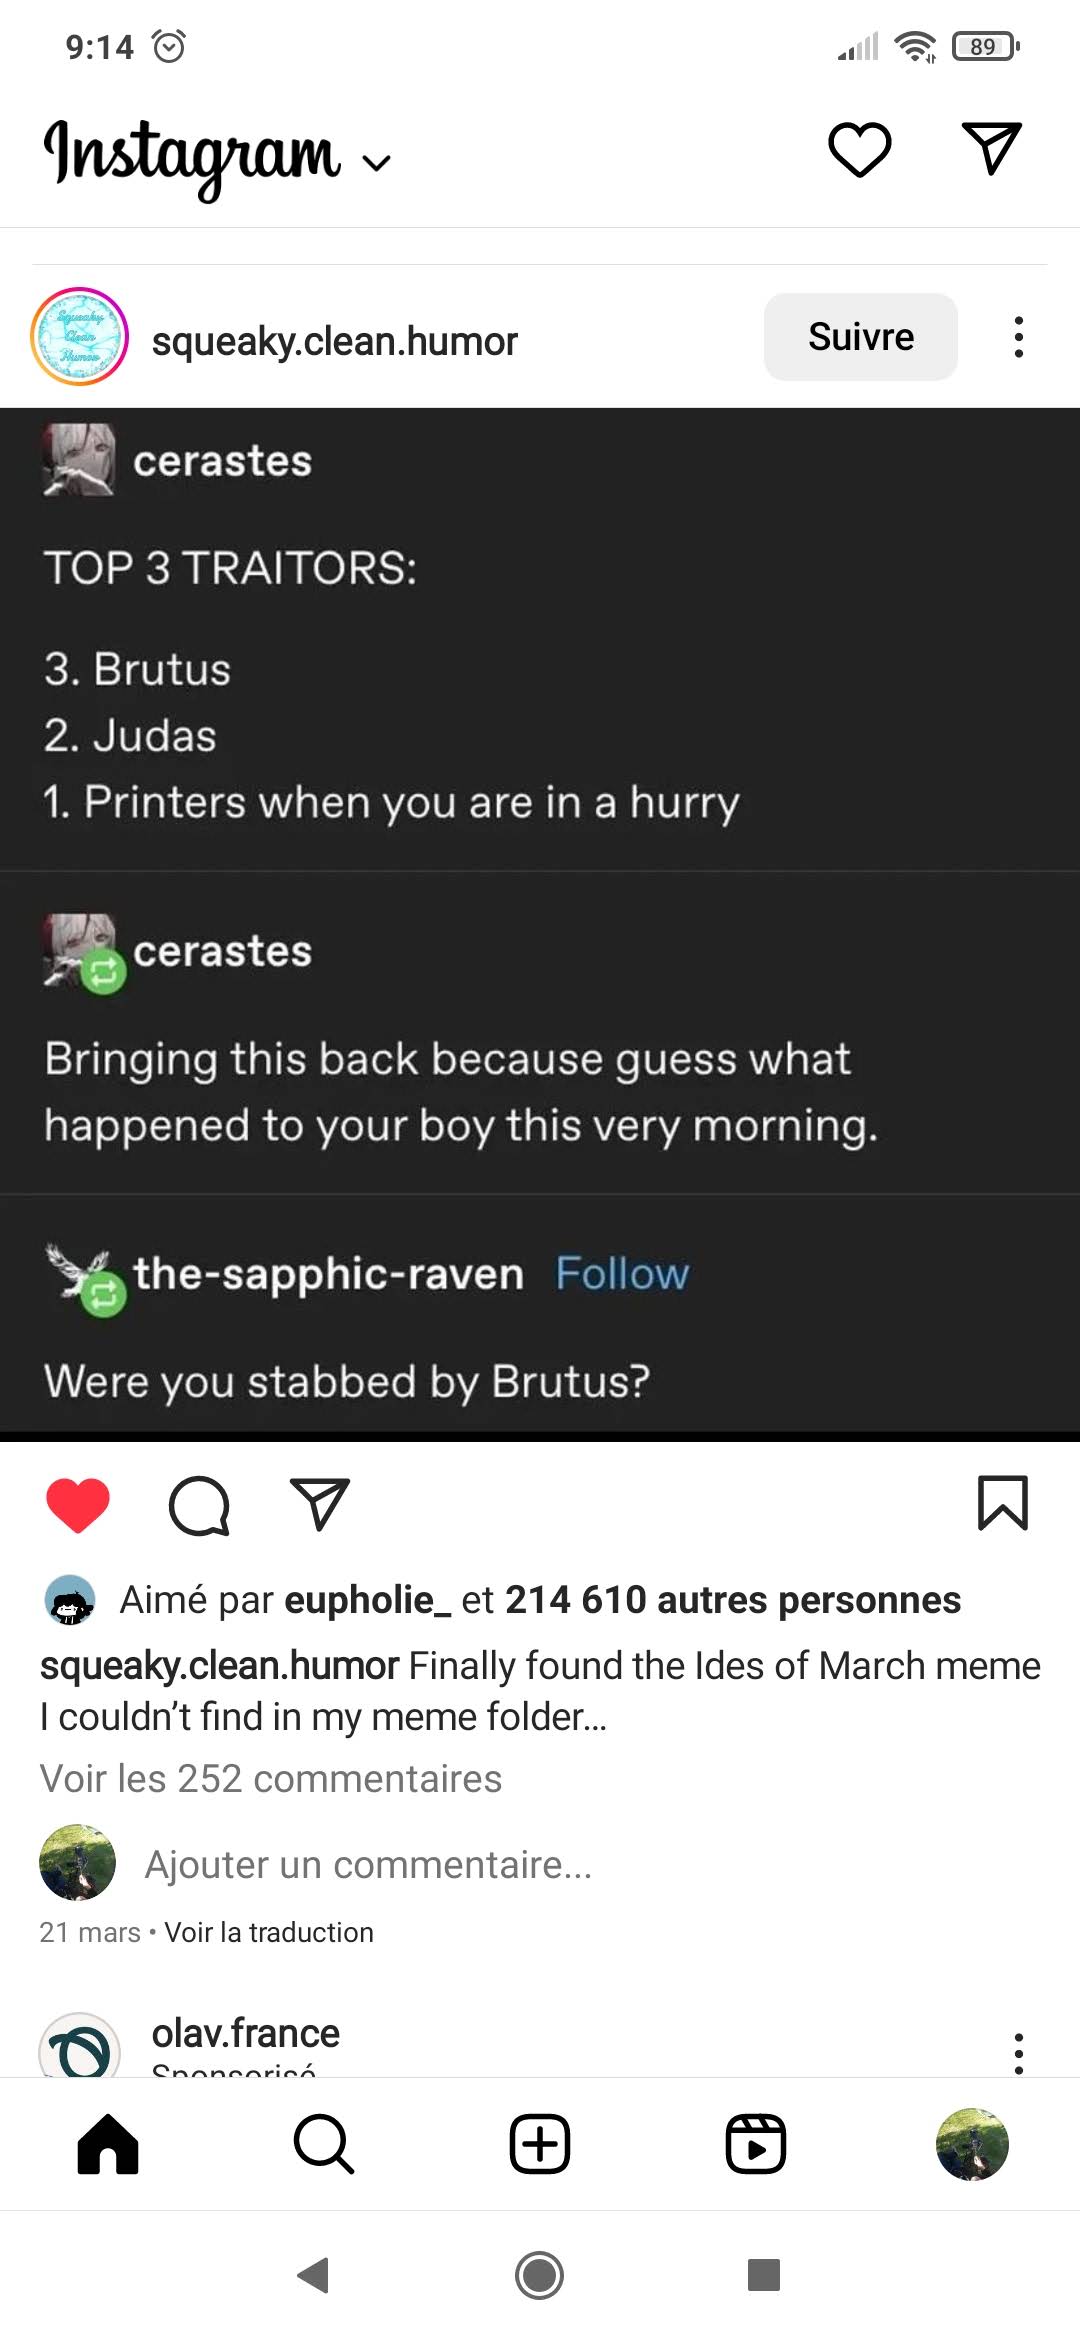 9:14
89
Instagram
Squeaky
Clean
Humor
squeaky.clean.humor
Suivre
cerastes
TOP 3 TRAITORS:
3. Brutus
2. Judas
1. Printers when you are in a hurry
cerastes
Bringing this back because guess what
happened to your boy this very morning.
the-sapphic-raven Follow
Were you stabbed by Brutus?
Aimé par eupholie_ et 214 610 autres personnes
squeaky.clean.humor Finally found the Ides of March meme
I couldn’t find in my meme folder...
Voir les 252 commentaires
Ajouter un commentaire...
21 mars • Voir la traduction
olav.france
Sponsorisé